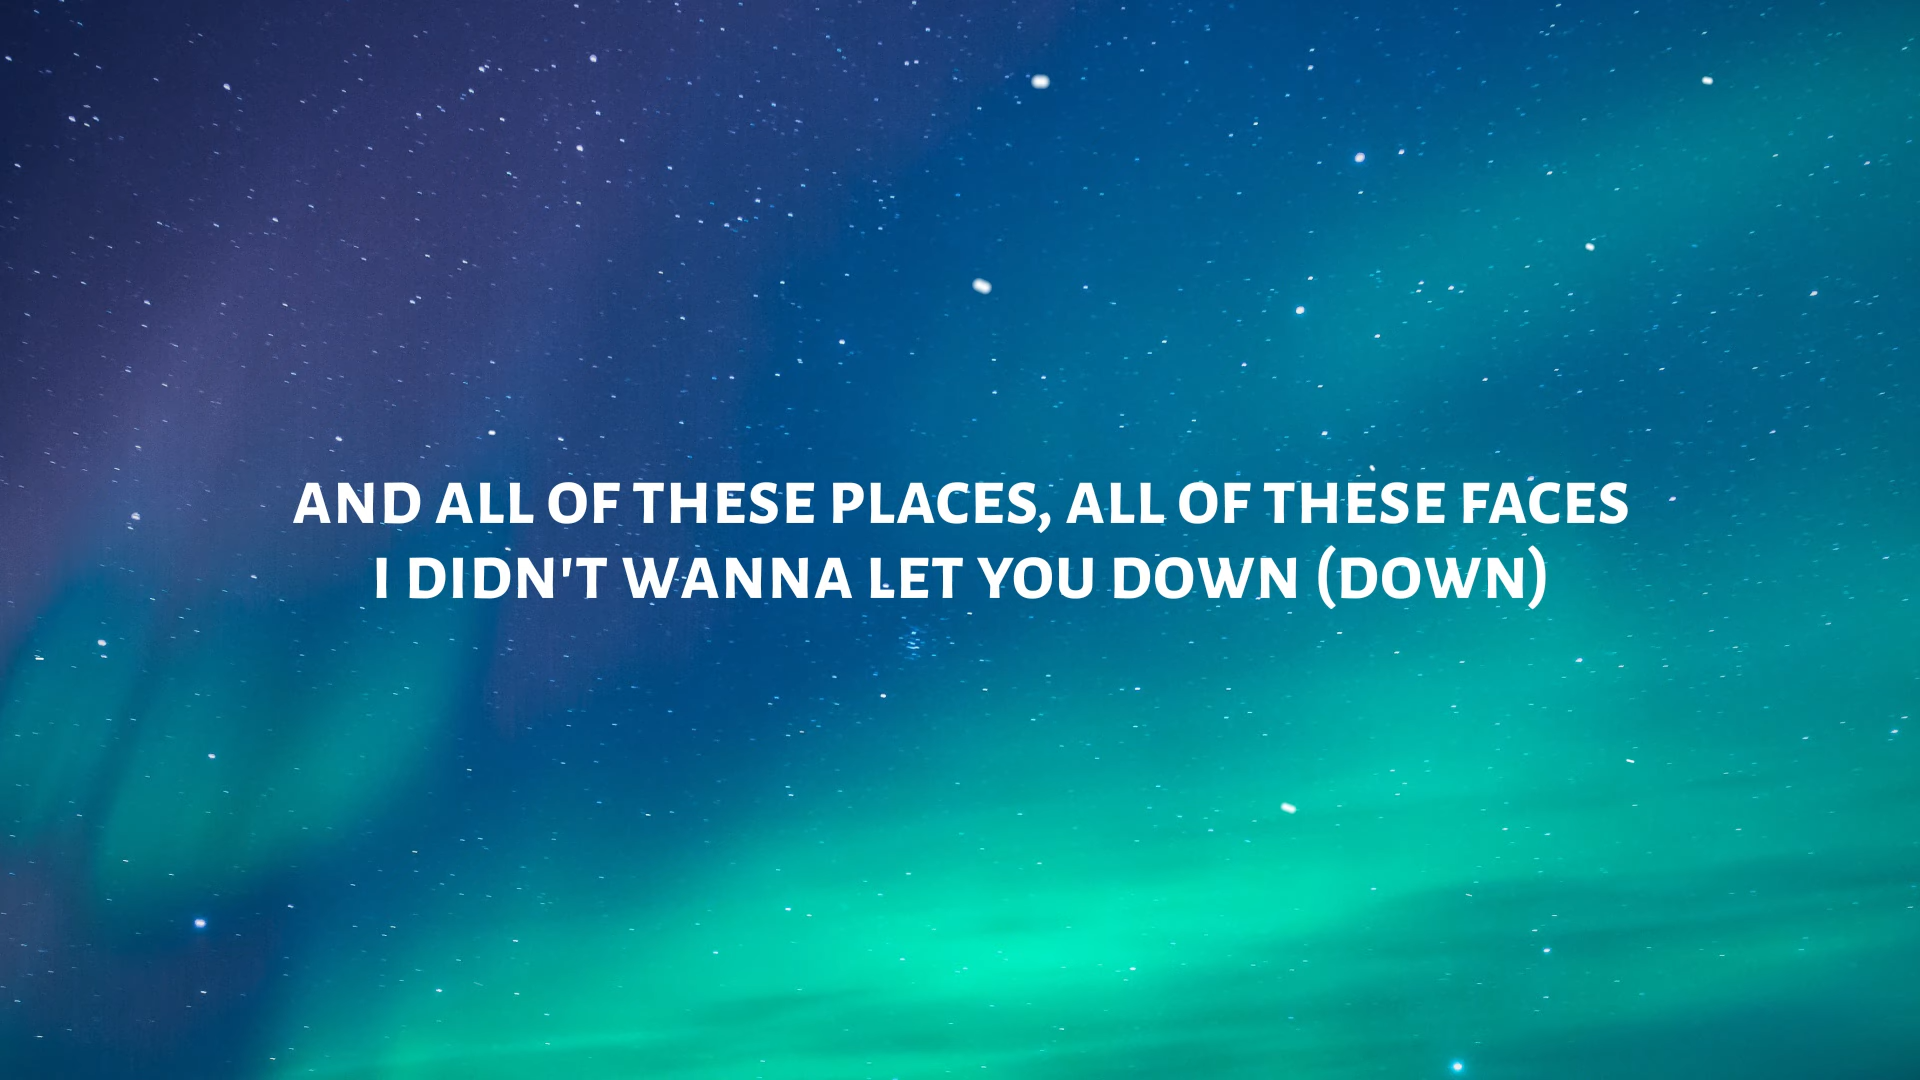 AND ALL OF THESE PLACES, ALL OF THESE FACES
I DIDN'T WANNA LET YOU DOWN (DOWN)